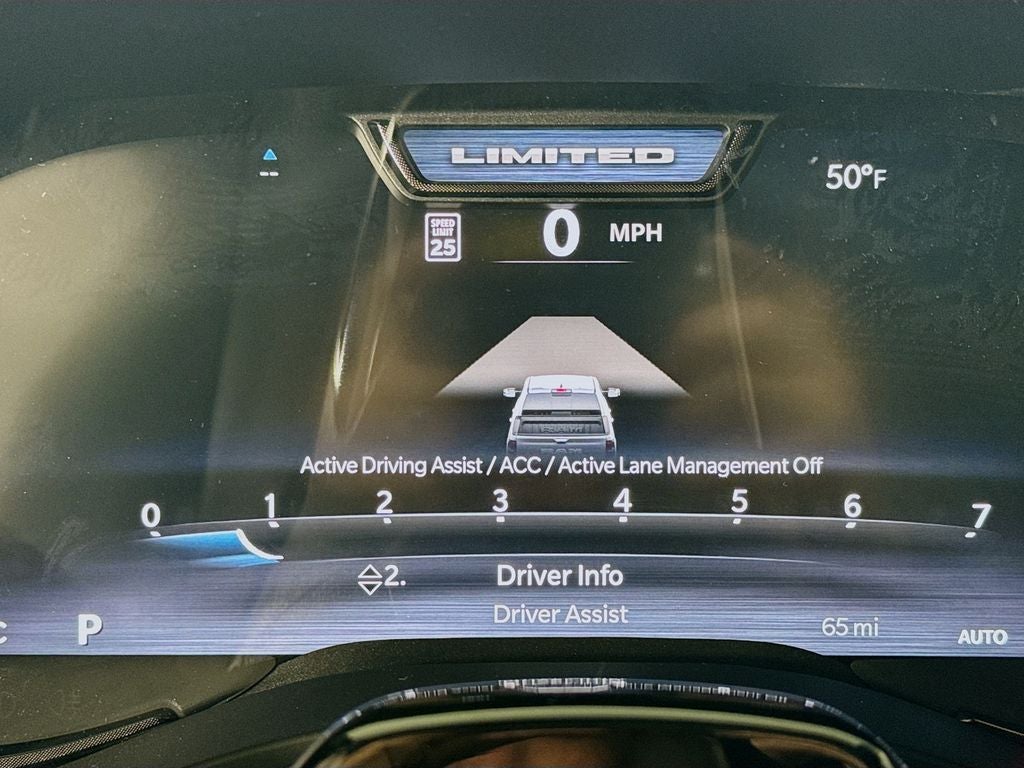 LIMITED
50°F
SPEED
LIMIT
25
0 MPH
RAM
Active Driving Assist / ACC / Active Lane Management Off
0 1 2 3 4 5 6 7
2. Driver Info
Driver Assist
C P 65 mi AUTO